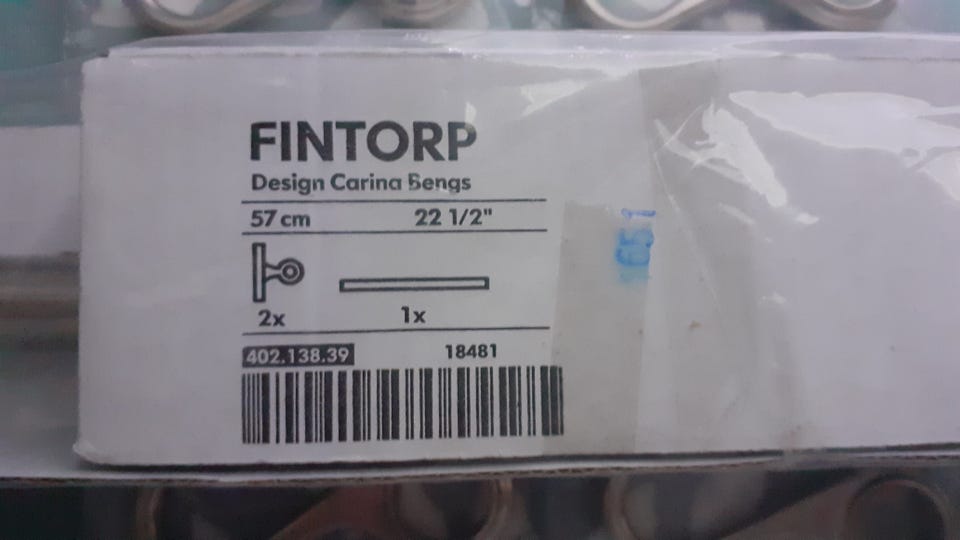 FINTORP
Design Carina Bengs
57 cm 22 1/2"
2x 1x
402.138.39 18481